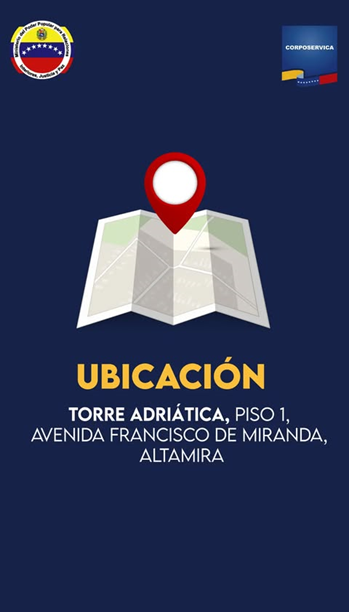 Ministerio del Poder Popular para Relaciones
Interiores, Justicia y Paz
CORPOSERVICA
UBICACIÓN
TORRE ADRIÁTICA, PISO 1,
AVENIDA FRANCISCO DE MIRANDA,
ALTAMIRA